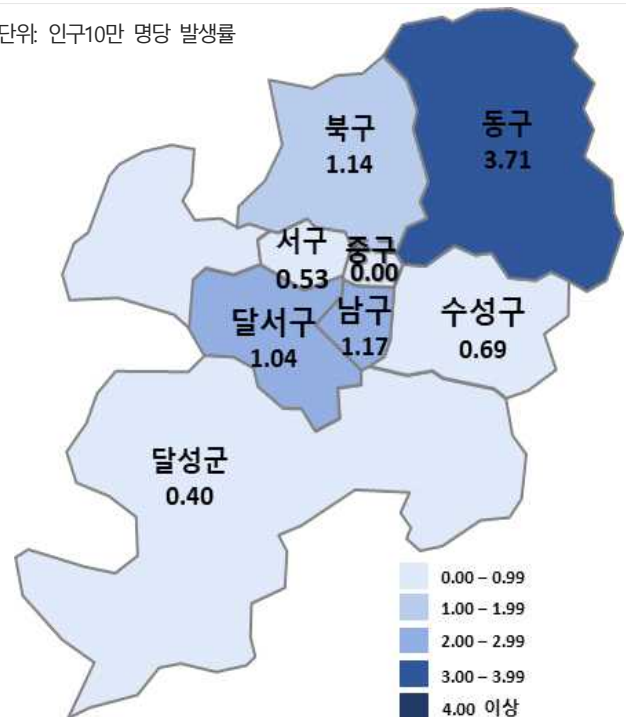 단위: 인구10만 명당 발생률
북구
1.14
동구
3.71
서구
0.53
중구
0.00
달서구
1.04
남구
1.17
수성구
0.69
달성군
0.40
0.00 – 0.99
1.00 – 1.99
2.00 – 2.99
3.00 – 3.99
4.00 이상